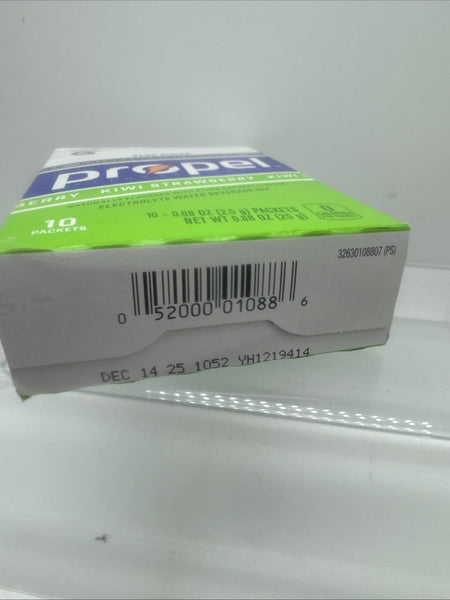 propel
BERRY KIWI STRAWBERRY KIWI
ELECTROLYTE WATER BEVERAGE MIX
10
PACKETS
10 - 0.08 OZ (2.5 g) PACKETS
NET WT 0.88 OZ (25 g)
32630108807 (PS)
0 52000 01088 6
DEC 14 25 1052 YH1219414